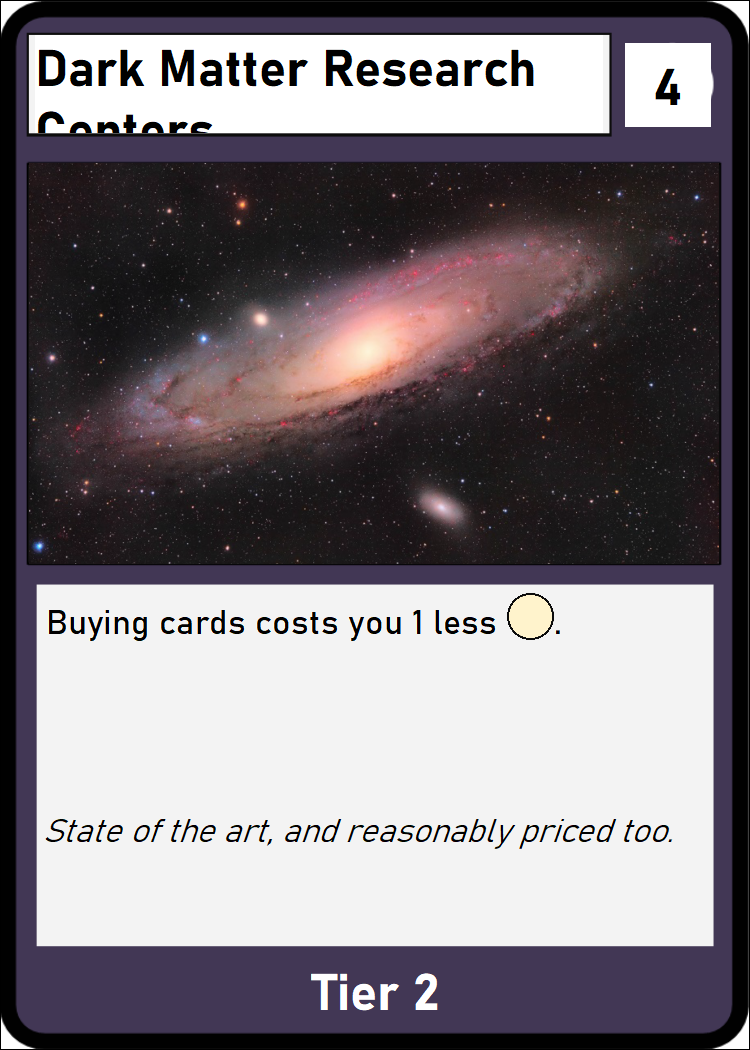 Dark Matter Research
Centers
4
Buying cards costs you 1 less .
State of the art, and reasonably priced too.
Tier 2